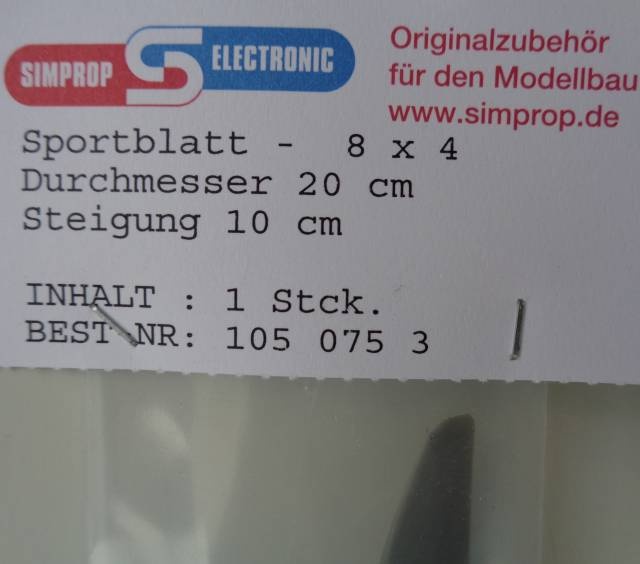 SIMPROP ELECTRONIC
Originalzubehör
für den Modellbau
www.simprop.de
Sportblatt - 8 x 4
Durchmesser 20 cm
Steigung 10 cm
INHALT : 1 Stck.
BEST-NR: 105 075 3